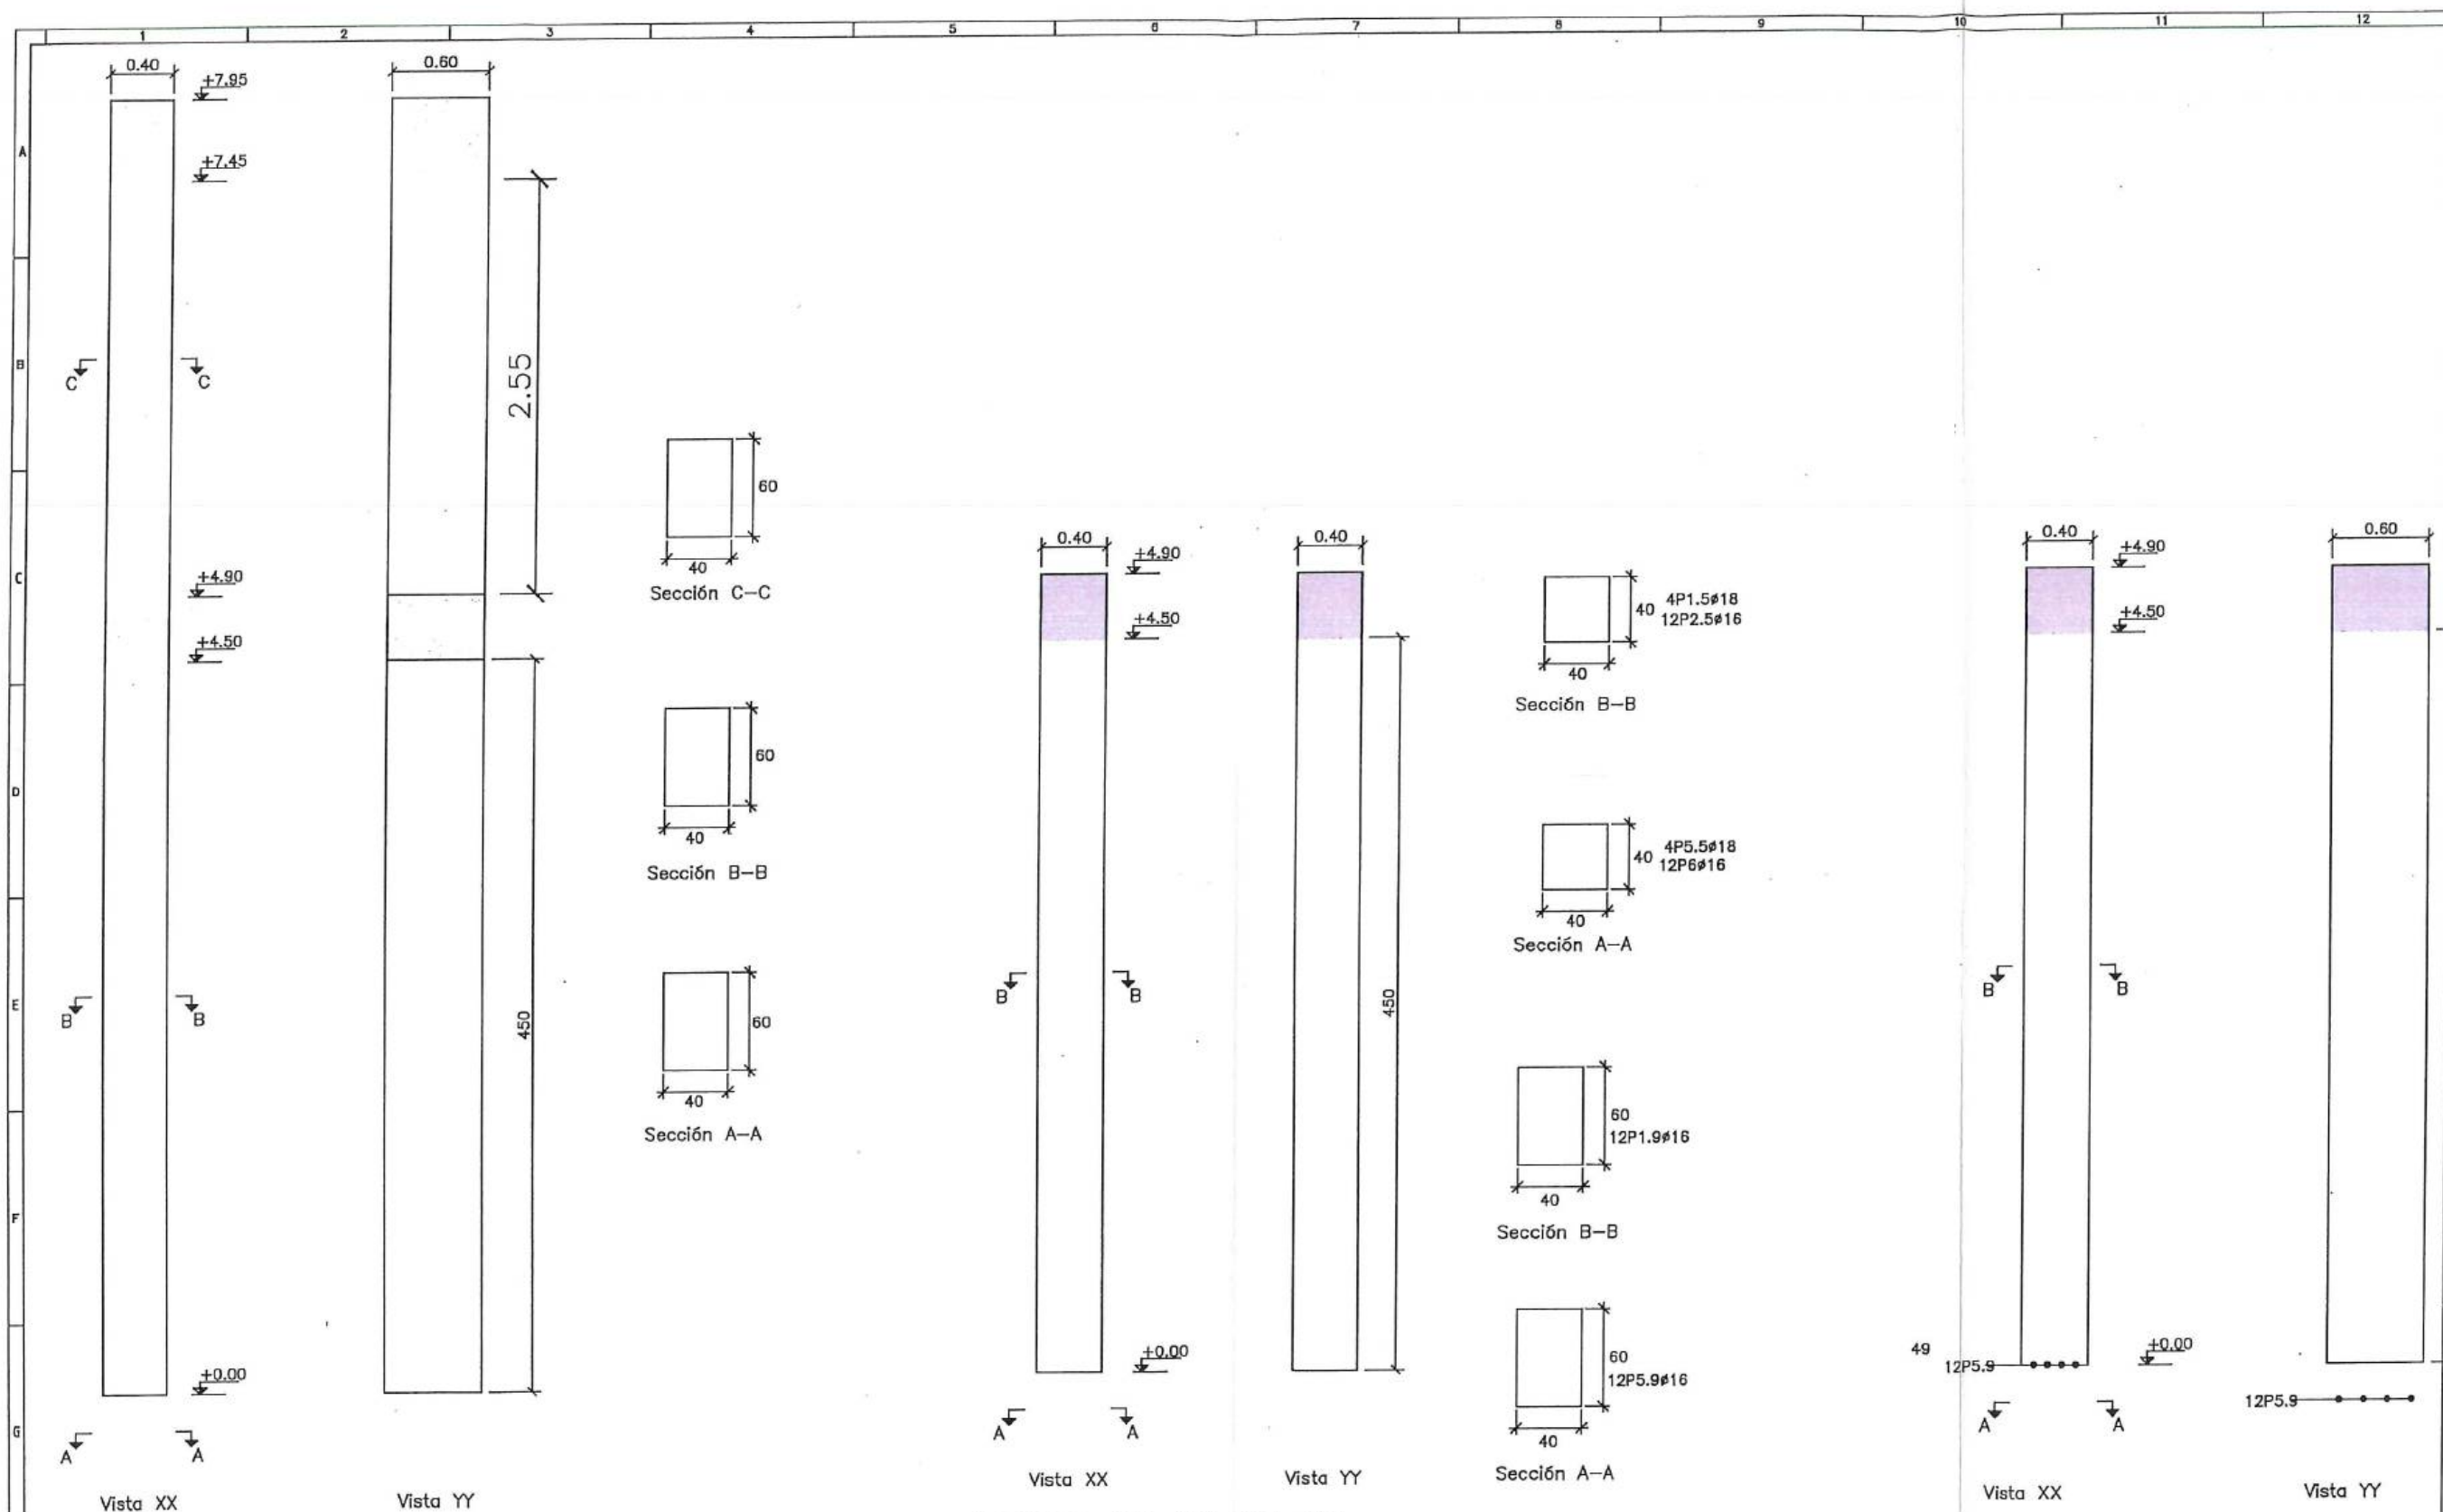 1 2 3 4 5 6 7 8 9 10 11 12
A
B
C
D
E
F
G
0.40
+7.95
+7.45
C C
+4.90
+4.50
B B
+0.00
A A
Vista XX
0.60
2.55
450
Vista YY
60
40
Sección C-C
60
40
Sección B-B
60
40
Sección A-A
0.40
+4.90
+4.50
B B
+0.00
A A
Vista XX
0.40
450
Vista YY
40 4P1.5ø18
12P2.5ø16
40
Sección B-B
40 4P5.5ø18
12P6ø16
40
Sección A-A
60
12P1.9ø16
40
Sección B-B
60
12P5.9ø16
40
Sección A-A
0.40
+4.90
+4.50
B B
49
12P5.9
+0.00
A A
Vista XX
0.60
12P5.9
Vista YY